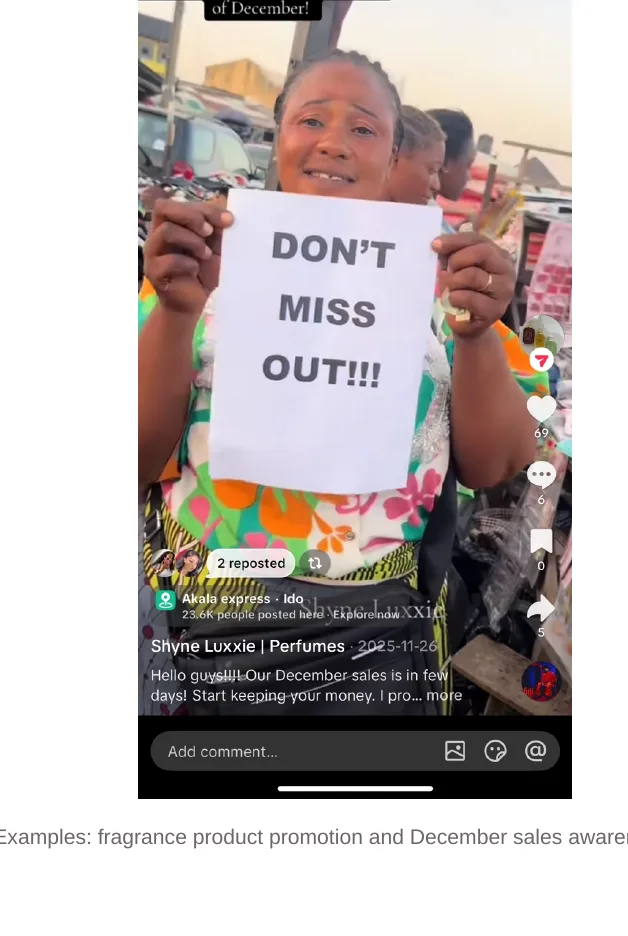 of December!
DON'T
MISS
OUT!!!
69
6
0
5
2 reposted
Akala express · Ido
23.6K people posted here · Explore now
Shyne Luxxie
Shyne Luxxie | Perfumes · 2025-11-26
Hello guys!!!! Our December sales is in few
days! Start keeping your money. I pro... more
Add comment...
Examples: fragrance product promotion and December sales